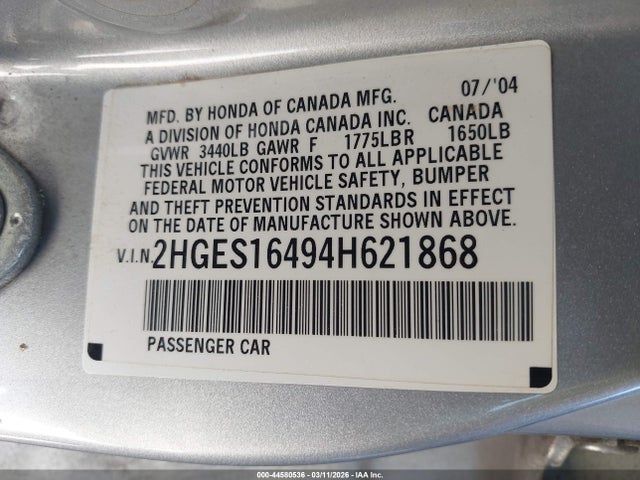 07/'04
MFD. BY HONDA OF CANADA MFG.
A DIVISION OF HONDA CANADA INC. CANADA
GVWR 3440LB GAWR F 1775LBR 1650LB
THIS VEHICLE CONFORMS TO ALL APPLICABLE
FEDERAL MOTOR VEHICLE SAFETY, BUMPER
AND THEFT PREVENTION STANDARDS IN EFFECT
ON THE DATE OF MANUFACTURE SHOWN ABOVE.
V.I.N. 2HGES16494H621868
PASSENGER CAR
000-44580536 - 03/11/2026 - IAA Inc.